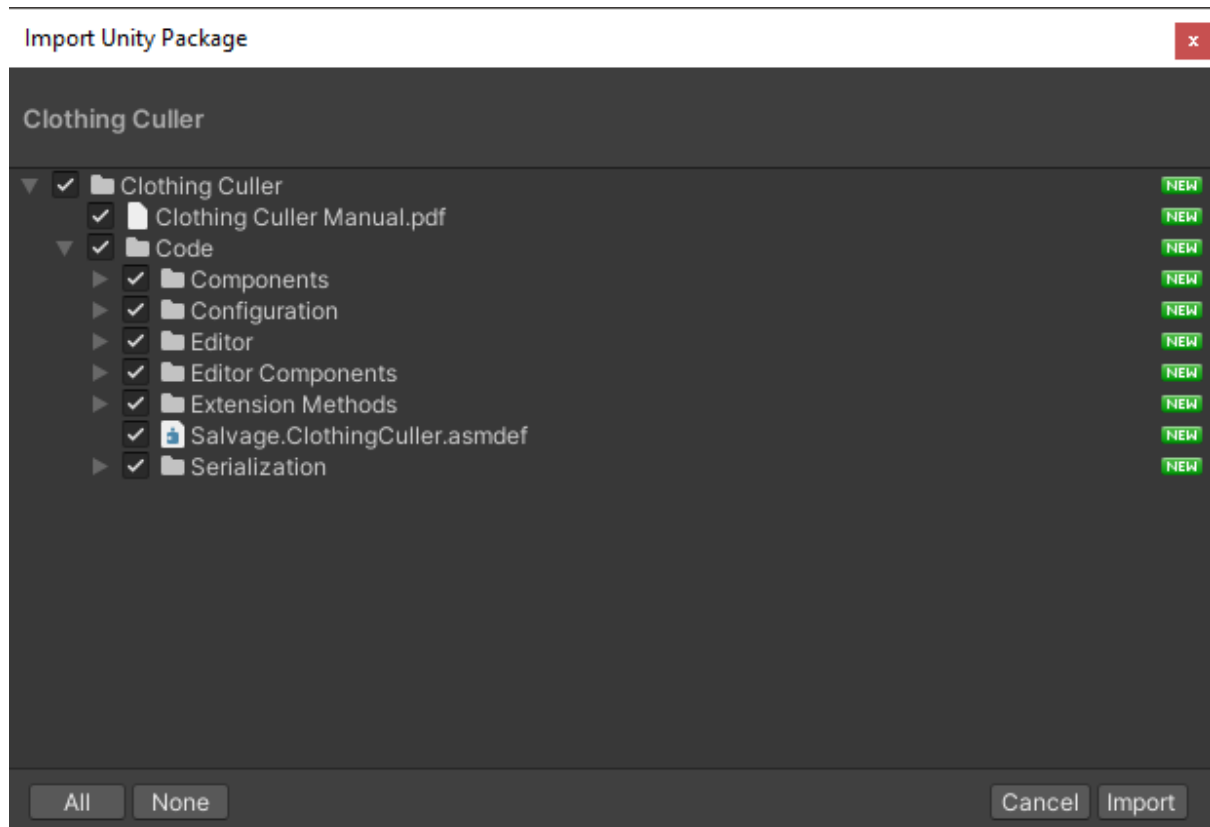 Import Unity Package
x
Clothing Culler
Clothing Culler NEW
Clothing Culler Manual.pdf NEW
Code NEW
Components NEW
Configuration NEW
Editor NEW
Editor Components NEW
Extension Methods NEW
Salvage.ClothingCuller.asmdef NEW
Serialization NEW
All None Cancel Import